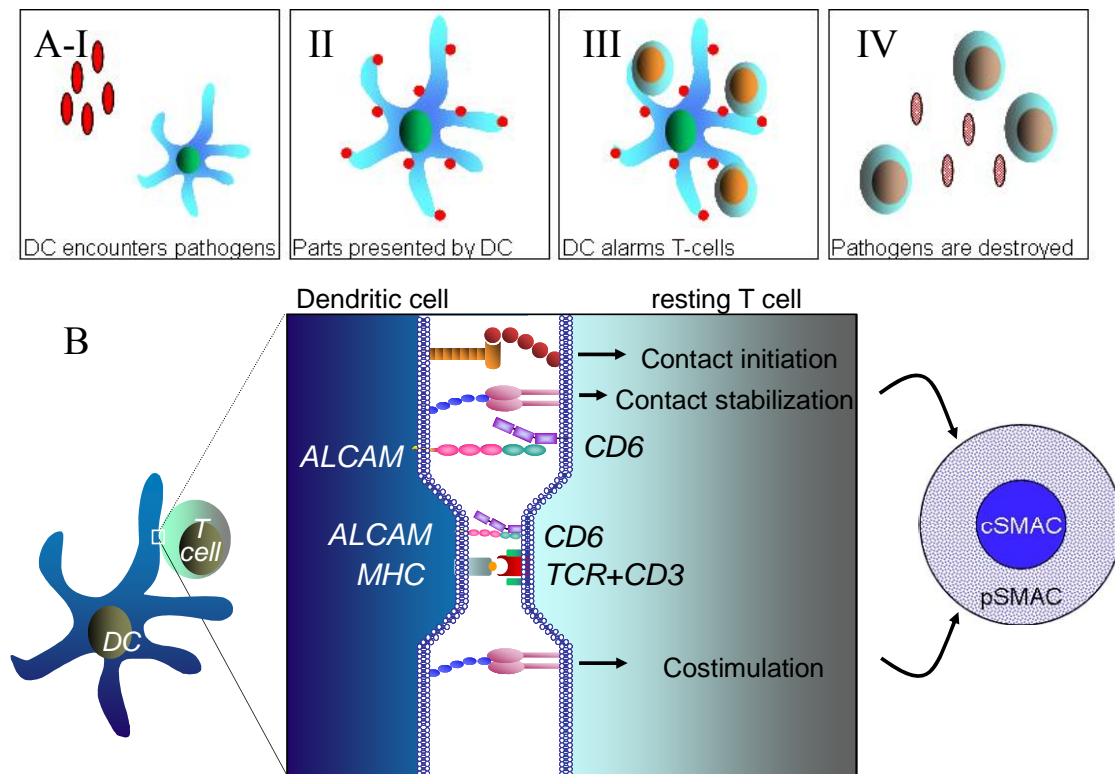 A-I
DC encounters pathogens
II
Parts presented by DC
III
DC alarms T-cells
IV
Pathogens are destroyed
B
Dendritic cell
resting T cell
Contact initiation
Contact stabilization
ALCAM
CD6
ALCAM
CD6
MHC
TCR+CD3
Costimulation
T
cell
DC
cSMAC
pSMAC